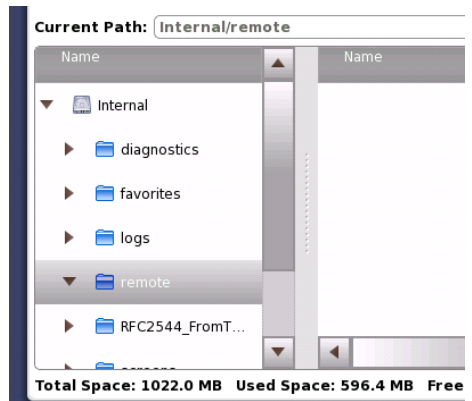 Current Path: Internal/remote
Name
Name
Internal
diagnostics
favorites
logs
remote
RFC2544_FromT...
Total Space: 1022.0 MB Used Space: 596.4 MB Free